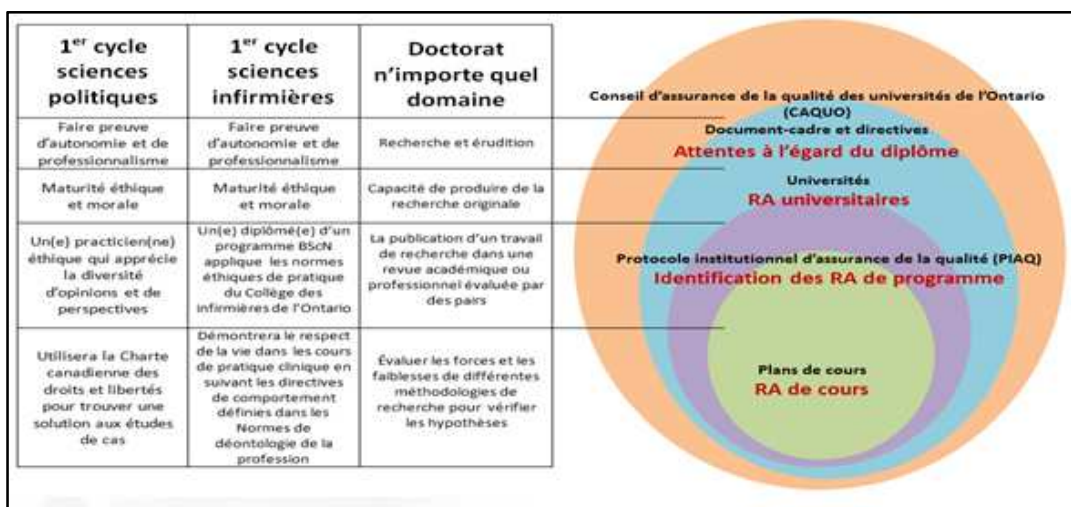 1er cycle
sciences
politiques
1er cycle
sciences
infirmières
Doctorat
n'importe quel
domaine
Faire preuve
d'autonomie et de
professionnalisme
Faire preuve
d'autonomie et de
professionnalisme
Recherche et érudition
Maturité éthique
et morale
Maturité éthique
et morale
Capacité de produire de la
recherche originale
Un(e) practicien(ne)
éthique qui apprécie
la diversité
d'opinions et de
perspectives
Un(e) diplômé(e) d'un
programme BScN
applique les normes
éthiques de pratique
du Collège des
infirmières de l'Ontario
La publication d'un travail
de recherche dans une
revue académique ou
professionnel évaluée par
des pairs
Utilisera la Charte
canadienne des
droits et libertés
pour trouver une
solution aux études
de cas
Démontrera le respect
de la vie dans les cours
de pratique clinique en
suivant les directives
de comportement
définies dans les
Normes de
déontologie de la
profession
Évaluer les forces et les
faiblesses de différentes
méthodologies de
recherche pour vérifier
les hypothèses
Conseil d'assurance de la qualité des universités de l'Ontario
(CAQUO)
Document-cadre et directives
Attentes à l'égard du diplôme
Universités
RA universitaires
Protocole institutionnel d'assurance de la qualité (PIAQ)
Identification des RA de programme
Plans de cours
RA de cours